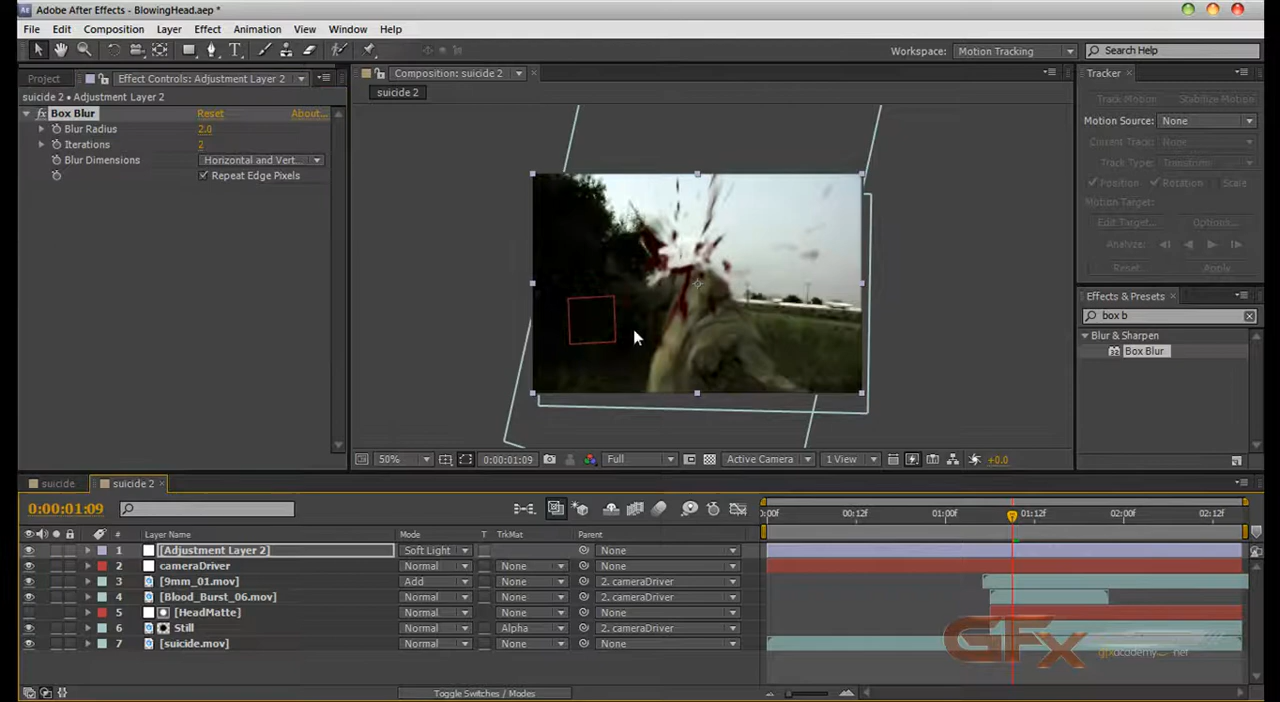 Adobe After Effects - BlowingHead.aep *
File Edit Composition Layer Effect Animation View Window Help
Workspace: Motion Tracking Search Help
Project Effect Controls: Adjustment Layer 2 Composition: suicide 2 Tracker
suicide 2 • Adjustment Layer 2 suicide 2 Track Motion Stabilize Motion
fx Box Blur Reset About... Motion Source: None
Blur Radius 2.0 Current Track: None
Iterations 2 Track Type: Transform
Blur Dimensions Horizontal and Vert... Position Rotation Scale
Repeat Edge Pixels Motion Target:
Edit Target... Options...
Analyze:
Reset Apply
Effects & Presets
box b
Blur & Sharpen
Box Blur
50% 0:00:01:09 Full Active Camera 1 View +0.0
suicide suicide 2
0:00:01:09 :00f 00:12f 01:00f 01:12f 02:00f 02:12f
# Layer Name Mode T TrkMat Parent
1 [Adjustment Layer 2] Soft Light None
2 cameraDriver Normal None None
3 [9mm_01.mov] Add None 2. cameraDriver
4 [Blood_Burst_06.mov] Normal None 2. cameraDriver
5 [HeadMatte] Normal None None
6 Still Normal Alpha 2. cameraDriver
7 [suicide.mov] Normal None None
GFx
gfxacademy.net
Toggle Switches / Modes